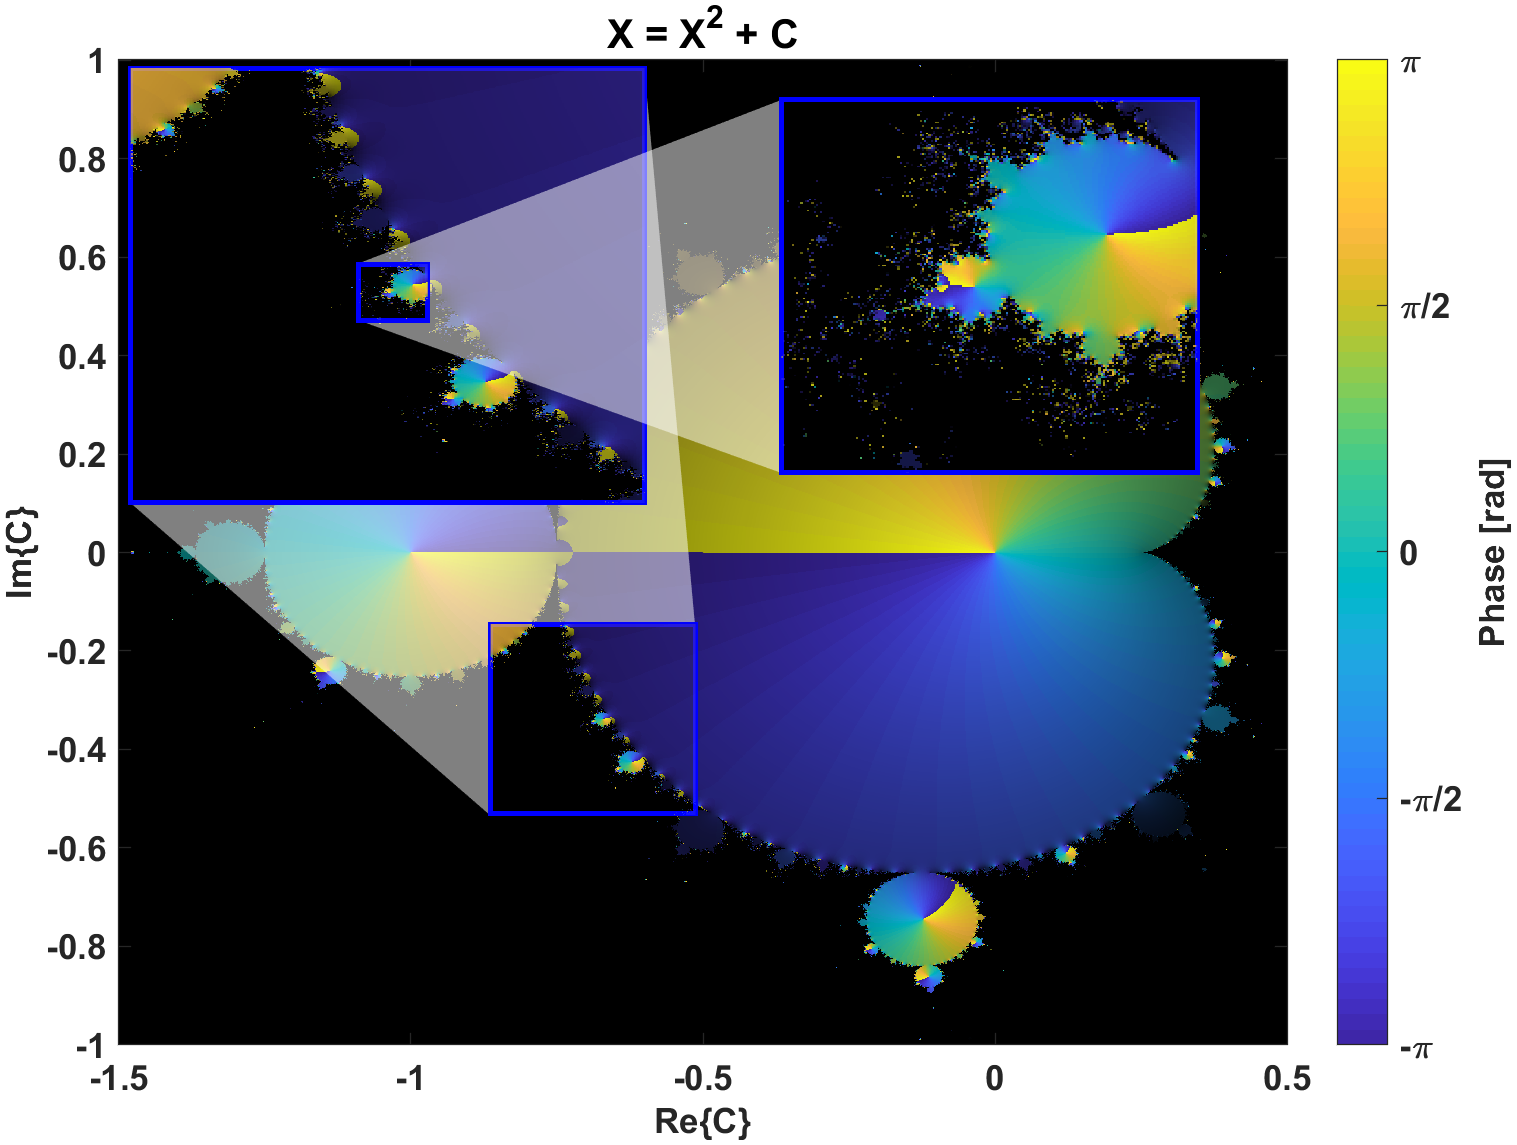 X = X² + C
1
0.8
0.6
0.4
0.2
0
-0.2
-0.4
-0.6
-0.8
-1
Im{C}
-1.5
-1
-0.5
0
0.5
Re{C}
π
π/2
0
-π/2
-π
Phase [rad]